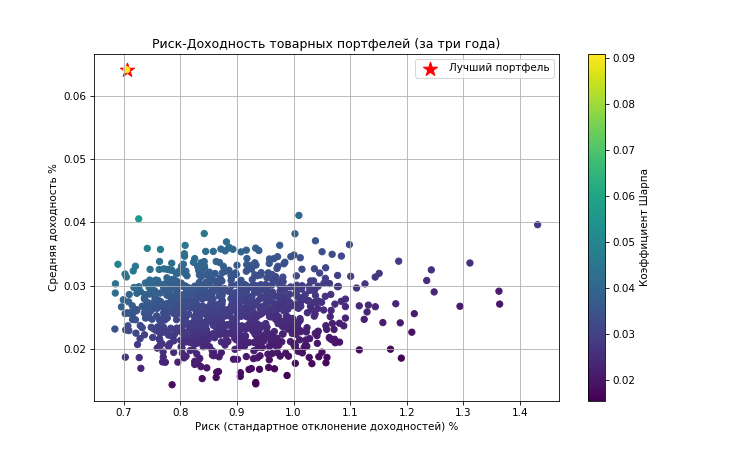 Риск-Доходность товарных портфелей (за три года)
Лучший портфель
Средняя доходность %
0.06
0.05
0.04
0.03
0.02
0.7 0.8 0.9 1.0 1.1 1.2 1.3 1.4
Риск (стандартное отклонение доходностей) %
0.09
0.08
0.07
0.06
0.05
0.04
0.03
0.02
Коэффициент Шарпа